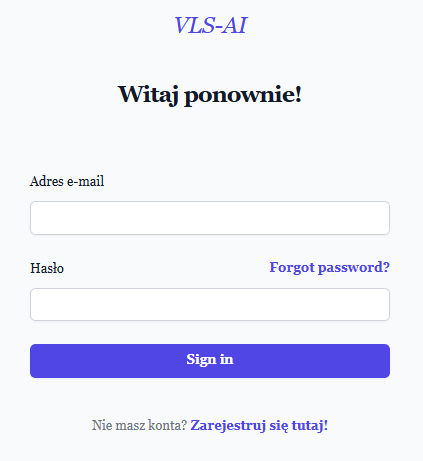 VLS-AI
Witaj ponownie!
Adres e-mail
Hasło
Forgot password?
Sign in
Nie masz konta? Zarejestruj się tutaj!